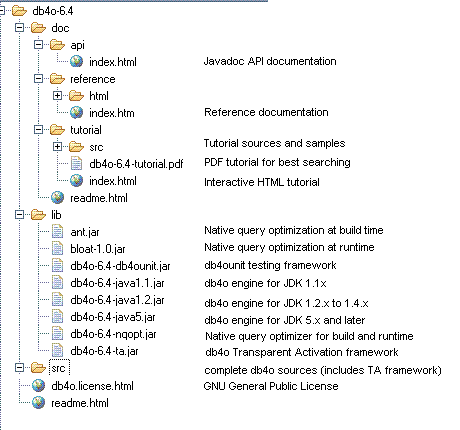 db4o-6.4
doc
api
index.html Javadoc API documentation
reference
html
index.htm Reference documentation
tutorial
src Tutorial sources and samples
db4o-6.4-tutorial.pdf PDF tutorial for best searching
index.html Interactive HTML tutorial
readme.html
lib
ant.jar Native query optimization at build time
bloat-1.0.jar Native query optimization at runtime
db4o-6.4-db4ounit.jar db4ounit testing framework
db4o-6.4-java1.1.jar db4o engine for JDK 1.1x
db4o-6.4-java1.2.jar db4o engine for JDK 1.2.x to 1.4.x
db4o-6.4-java5.jar db4o engine for JDK 5.x and later
db4o-6.4-nqopt.jar Native query optimizer for build and runtime
db4o-6.4-ta.jar db4o Transparent Activation framework
src complete db4o sources (includes TA framework)
db4o.license.html GNU General Public License
readme.html